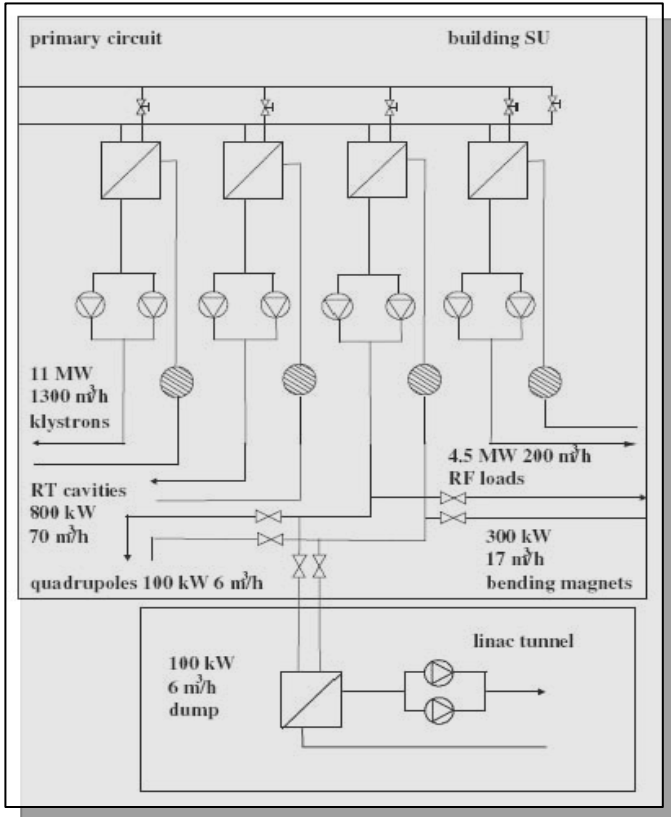 primary circuit
building SU
11 MW
1300 m³/h
klystrons
4.5 MW 200 m³/h
RF loads
RT cavities
800 kW
70 m³/h
300 kW
17 m³/h
bending magnets
quadrupoles 100 kW 6 m³/h
linac tunnel
100 kW
6 m³/h
dump